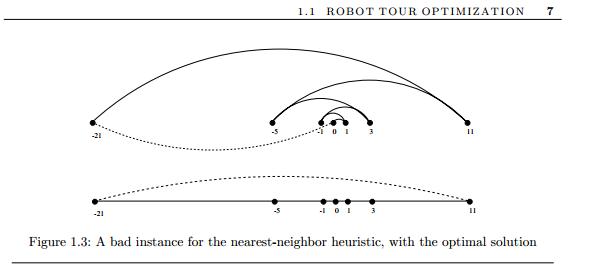 1.1 ROBOT TOUR OPTIMIZATION 7
-21 -5 -1 0 1 3 11
-21 -5 -1 0 1 3 11
Figure 1.3: A bad instance for the nearest-neighbor heuristic, with the optimal solution